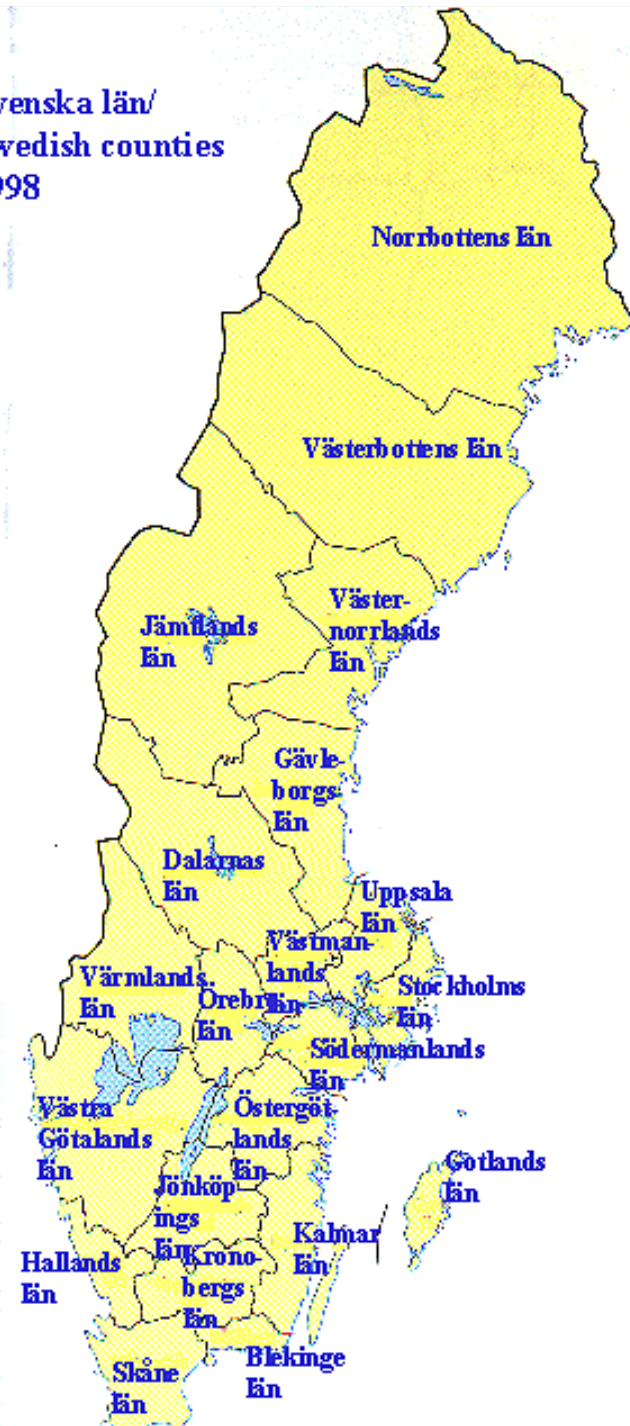 venska län/
wedish counties
998
Norrbottens län
Västerbottens län
Väster-
norrlands
län
Jämtlands
län
Gävle-
borgs
län
Dalarnas
län
Uppsala
län
Västman-
lands
län
Värmlands
län
Örebro
län
Stockholms
län
Södermanlands
län
Västra
Götalands
län
Östergöt-
lands
län
Gotlands
län
Jönköp
ings
län
Kalmar
län
Hallands
län
Krono-
bergs
län
Blekinge
län
Skåne
län